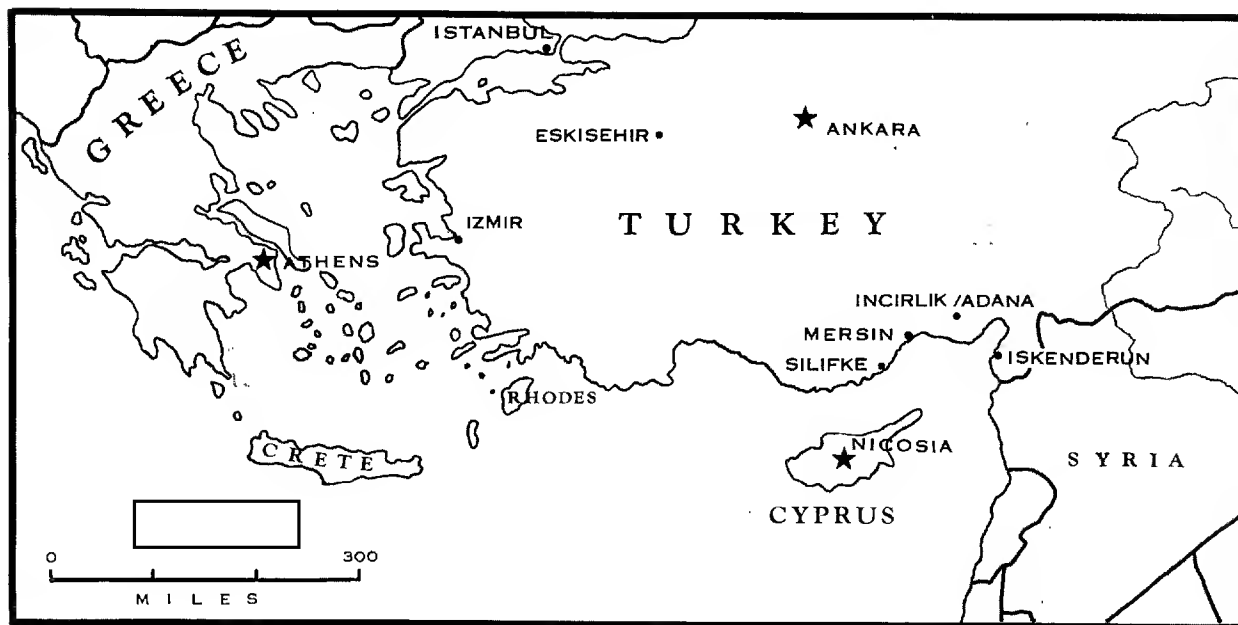 ISTANBUL
GREECE
ESKISEHIR
ANKARA
TURKEY
IZMIR
ATHENS
INCIRLIK/ADANA
MERSIN
SILIFKE
ISKENDERUN
RHODES
CRETE
NICOSIA
SYRIA
CYPRUS
0 300
MILES